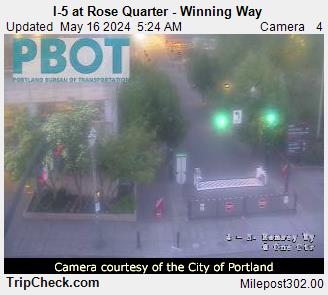 I-5 at Rose Quarter - Winning Way
Updated May 16 2024 5:24 AM Camera 4
PBOT
PORTLAND BUREAU OF TRANSPORTATION
Camera courtesy of the City of Portland
TripCheck.com Milepost302.00